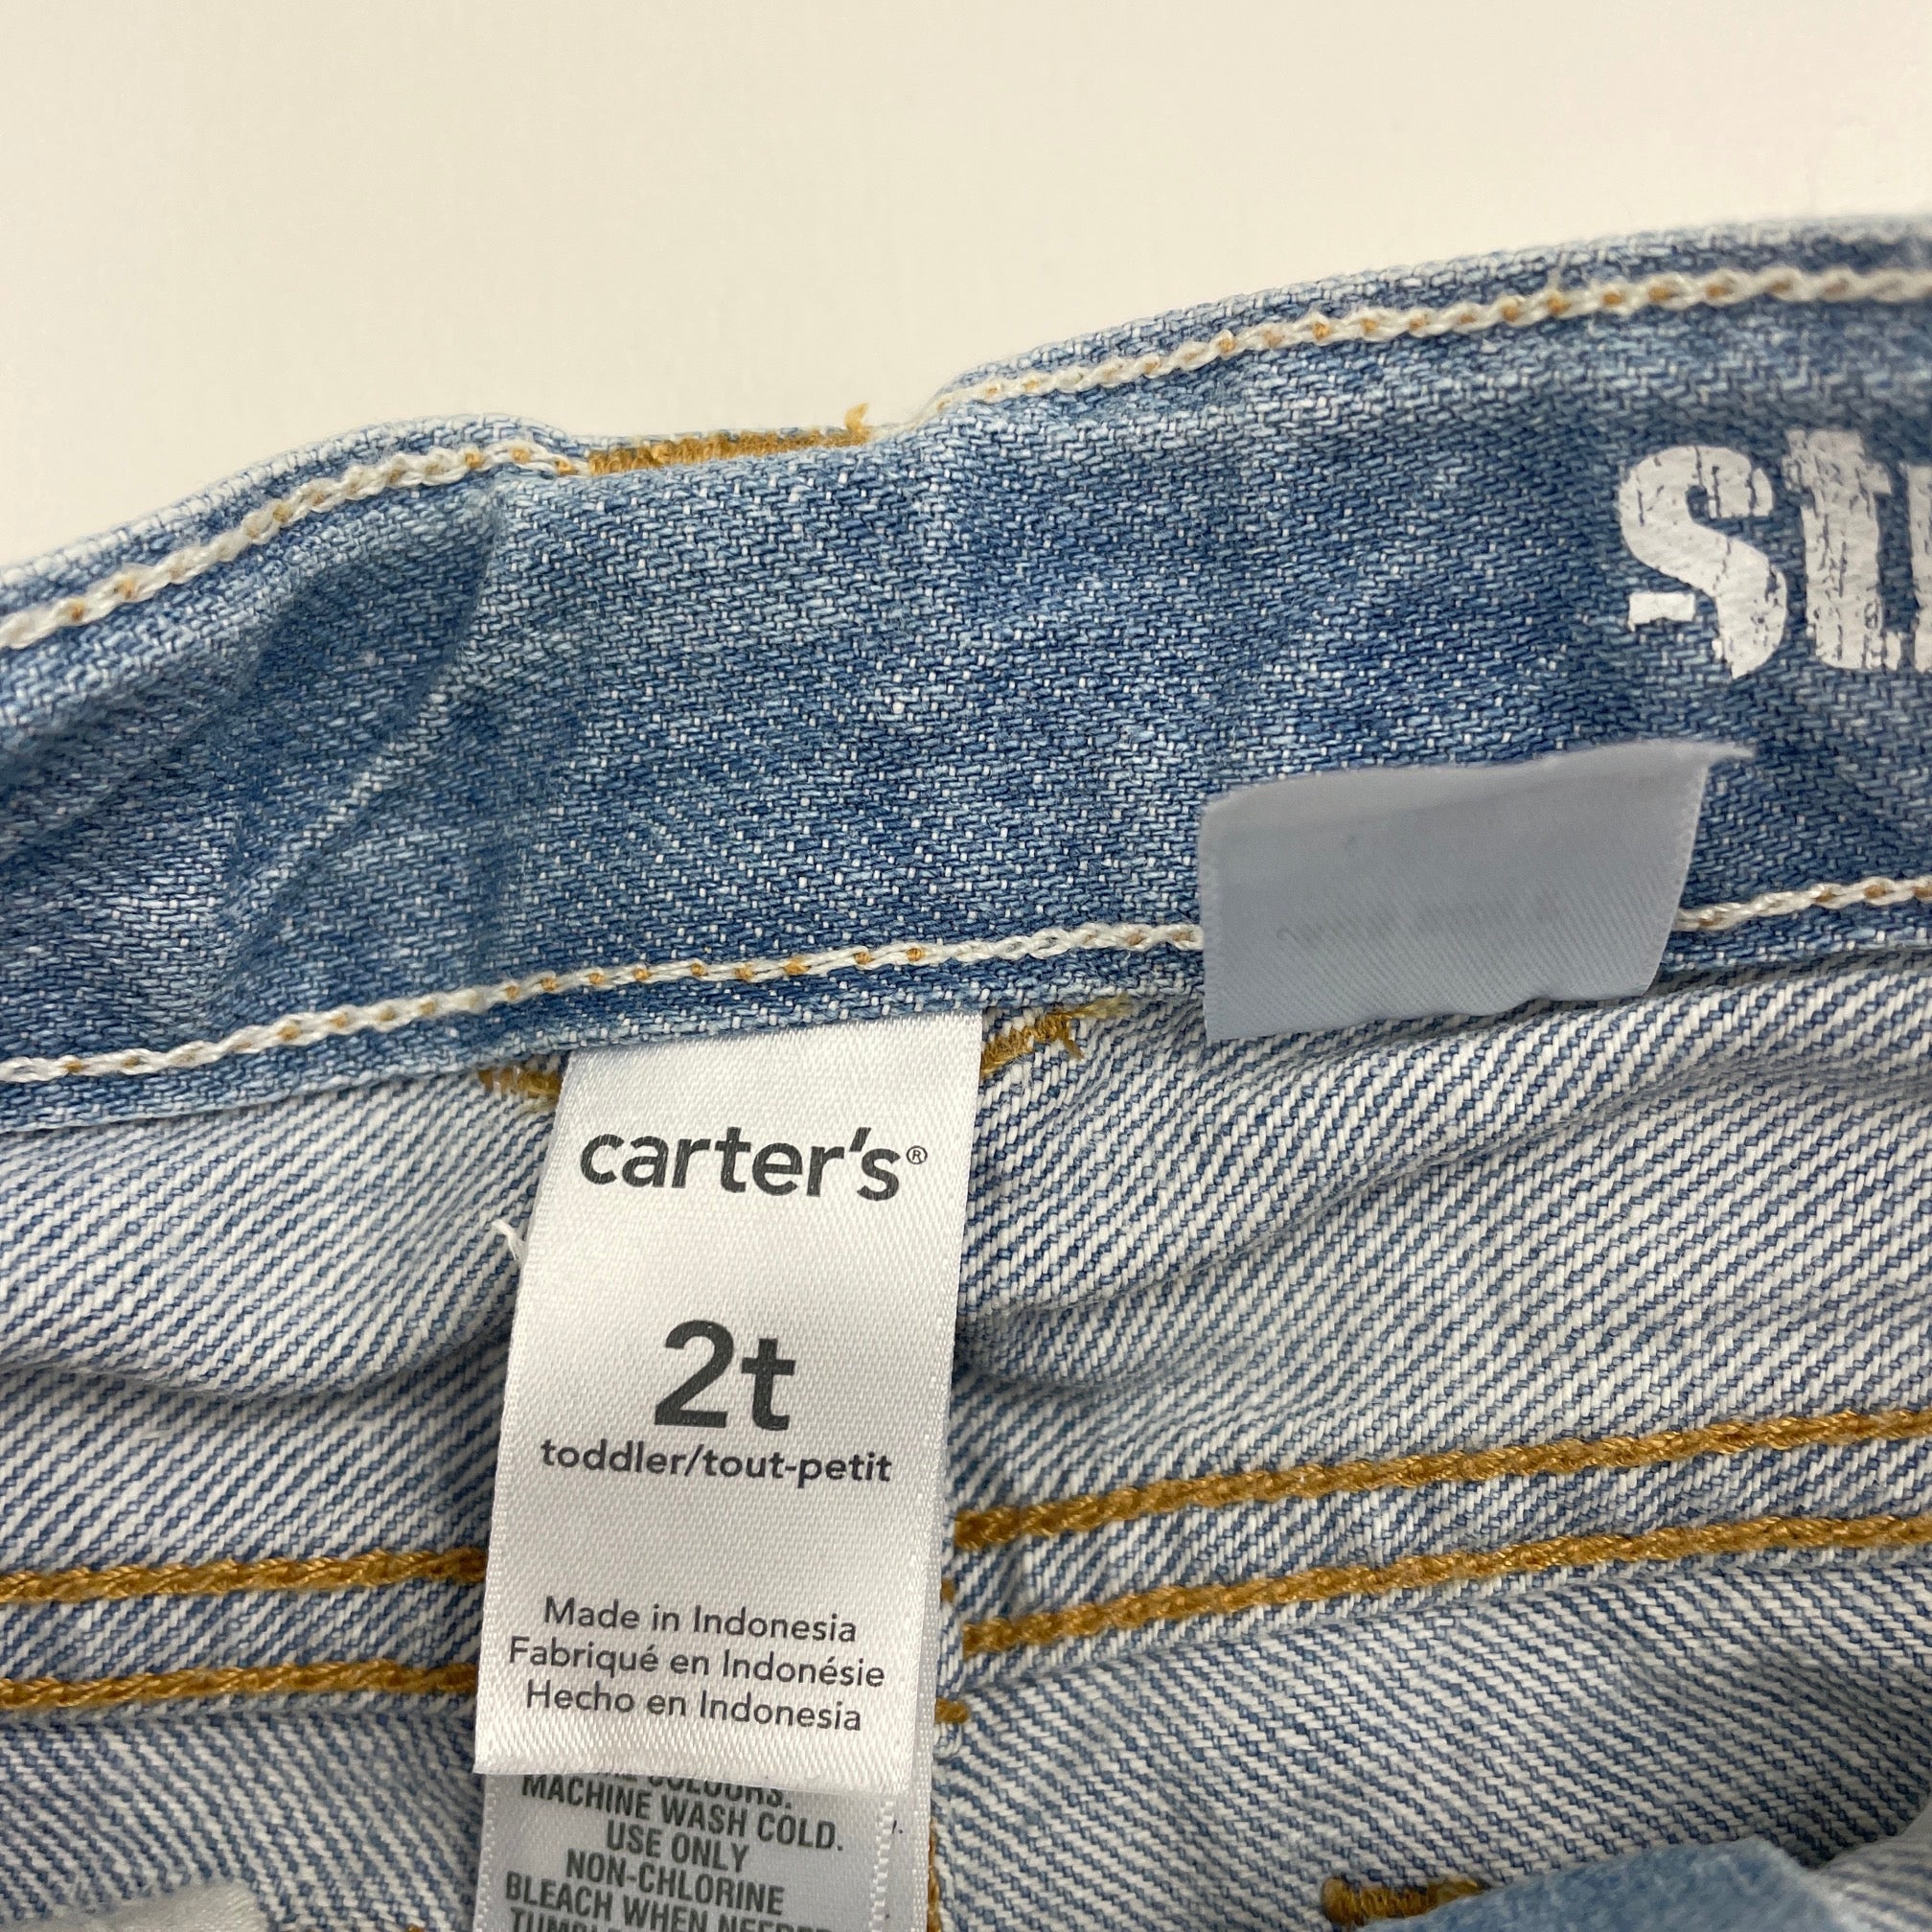 carter's®
2t
toddler/tout-petit
Made in Indonesia
Fabriqué en Indonésie
Hecho en Indonesia
COLOURS.
MACHINE WASH COLD.
USE ONLY
NON-CHLORINE
BLEACH WHEN NEEDED